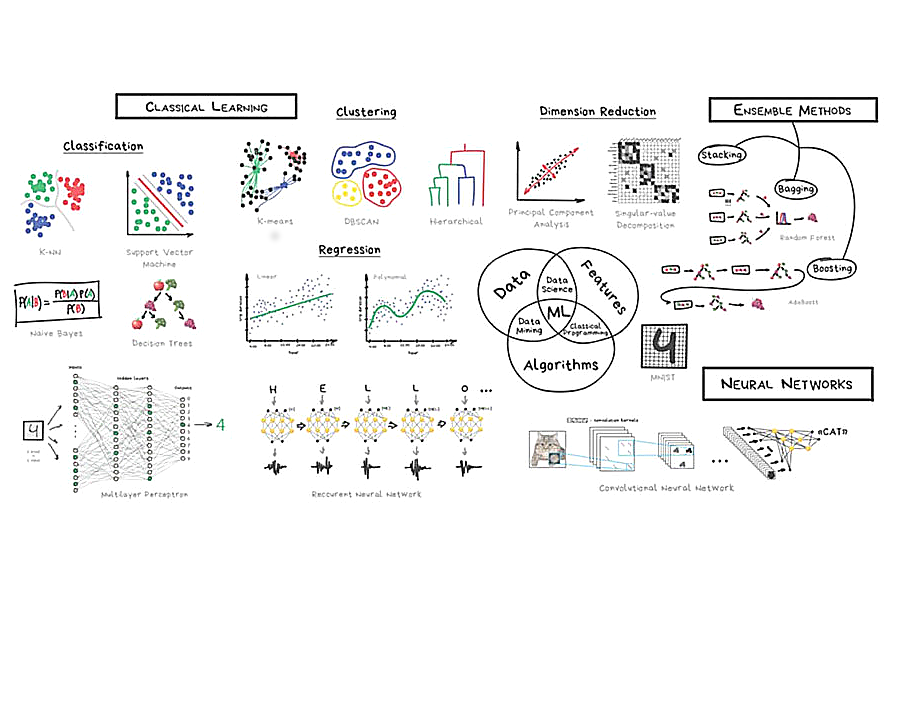 CLASSICAL LEARNING
Clustering
Dimension Reduction
ENSEMBLE METHODS
Classification
Stacking
Bagging
K-means
DBSCAN
Hierarchical
Principal Component
Analysis
Singular-value
Decomposition
Random Forest
K-NN
Support Vector
Machine
Regression
Linear
Polynomial
Boosting
AdaBoost
P(A|B) = P(B|A) P(A)
P(B)
Naive Bayes
Decision Trees
Data
Features
Data
Science
ML
Data
Mining
Classical
Programming
Algorithms
4
MNIST
NEURAL NETWORKS
Inputs
Hidden layers
Outputs
4
4
Multilayer Perceptron
H E L L O ...
Reccurent Neural Network
convolution kernels
...
"CAT"
Convolutional Neural Network